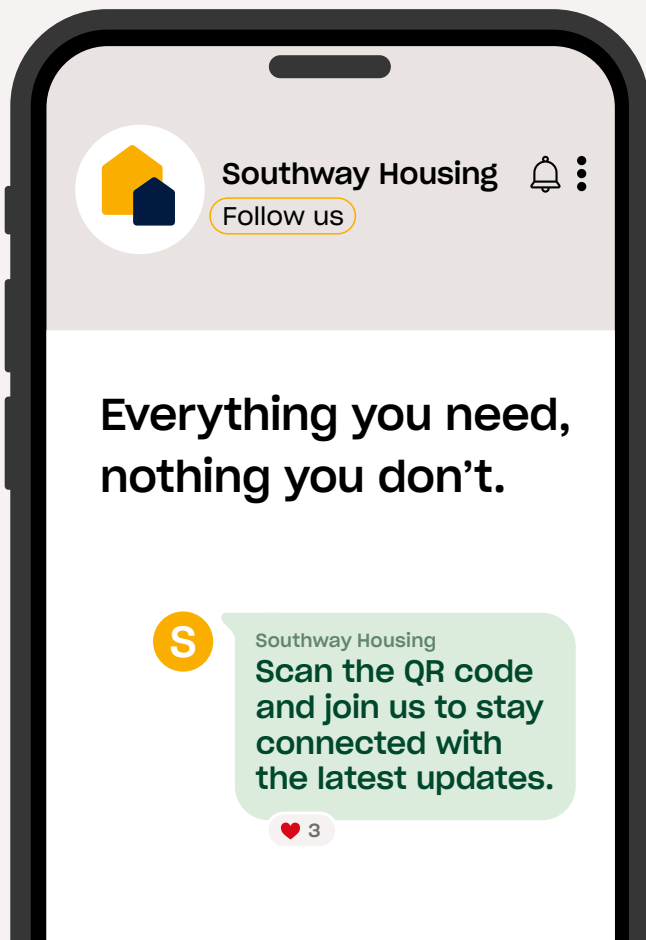 Southway Housing
Follow us
Everything you need,
nothing you don’t.
S
Southway Housing
Scan the QR code
and join us to stay
connected with
the latest updates.
3